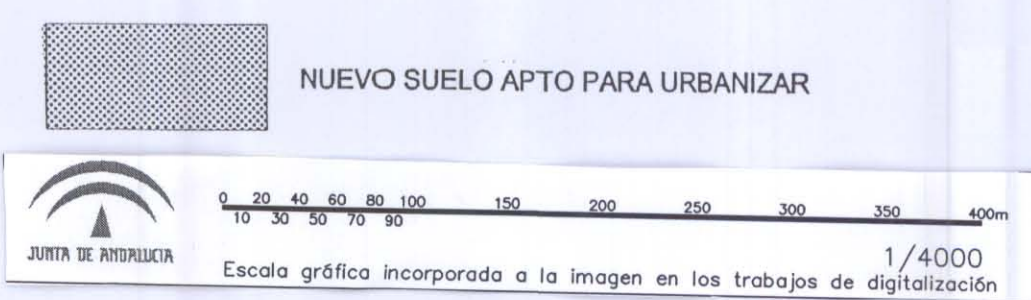 NUEVO SUELO APTO PARA URBANIZAR
0 20 40 60 80 100 150 200 250 300 350 400m
10 30 50 70 90
JUNTA DE ANDALUCIA
1/4000
Escala gráfica incorporada a la imagen en los trabajos de digitalización